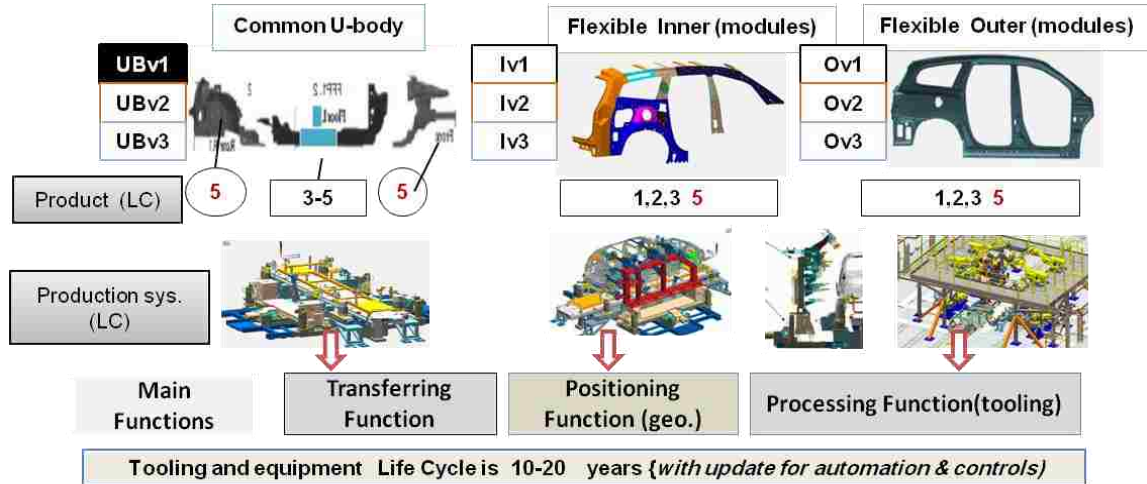 Common U-body
Flexible Inner (modules)
Flexible Outer (modules)
UBv1
UBv2
UBv3
Iv1
Iv2
Iv3
Ov1
Ov2
Ov3
Product (LC)
5
3-5
5
1,2,3 5
1,2,3 5
Production sys.
(LC)
Main
Functions
Transferring
Function
Positioning
Function (geo.)
Processing Function(tooling)
Tooling and equipment Life Cycle is 10-20 years {with update for automation & controls)